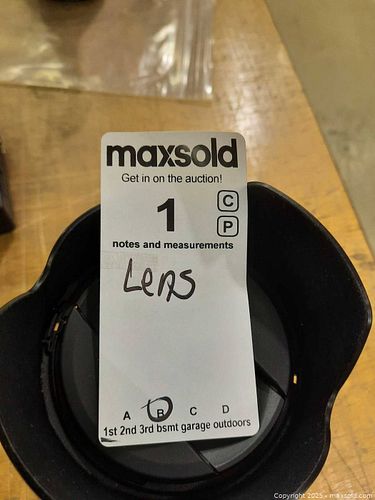 maxsold
Get in on the auction!
1
C
P
notes and measurements
Lens
A B C D
1st 2nd 3rd bsmt garage outdoors
Copyright 2025 - maxsold.com